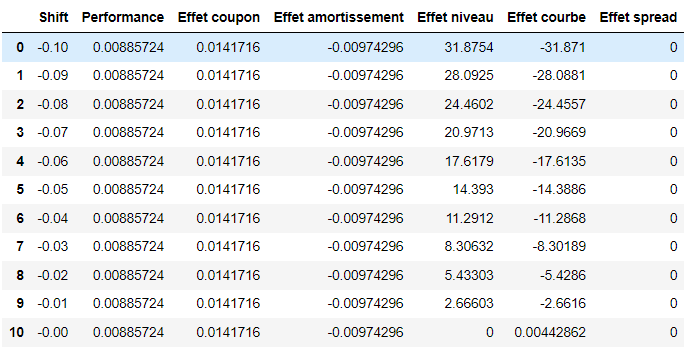 Shift Performance Effet coupon Effet amortissement Effet niveau Effet courbe Effet spread
0 -0.10 0.00885724 0.0141716 -0.00974296 31.8754 -31.871 0
1 -0.09 0.00885724 0.0141716 -0.00974296 28.0925 -28.0881 0
2 -0.08 0.00885724 0.0141716 -0.00974296 24.4602 -24.4557 0
3 -0.07 0.00885724 0.0141716 -0.00974296 20.9713 -20.9669 0
4 -0.06 0.00885724 0.0141716 -0.00974296 17.6179 -17.6135 0
5 -0.05 0.00885724 0.0141716 -0.00974296 14.393 -14.3886 0
6 -0.04 0.00885724 0.0141716 -0.00974296 11.2912 -11.2868 0
7 -0.03 0.00885724 0.0141716 -0.00974296 8.30632 -8.30189 0
8 -0.02 0.00885724 0.0141716 -0.00974296 5.43303 -5.4286 0
9 -0.01 0.00885724 0.0141716 -0.00974296 2.66603 -2.6616 0
10 -0.00 0.00885724 0.0141716 -0.00974296 0 0.00442862 0